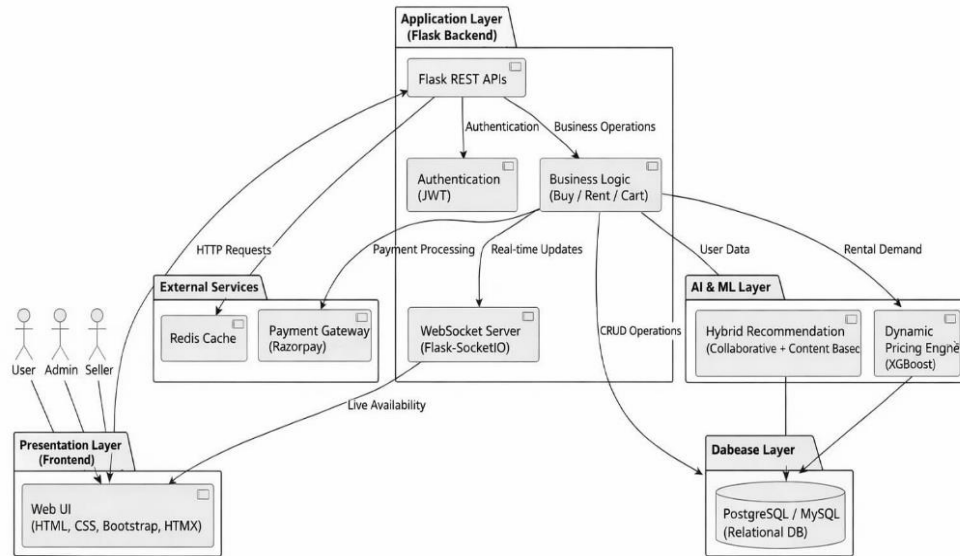 Application Layer
(Flask Backend)
Flask REST APIs
Authentication
Business Operations
Authentication
(JWT)
Business Logic
(Buy / Rent / Cart)
HTTP Requests
Payment Processing
Real-time Updates
User Data
Rental Demand
External Services
AI & ML Layer
Redis Cache
Payment Gateway
(Razorpay)
WebSocket Server
(Flask-SocketIO)
CRUD Operations
Hybrid Recommendation
(Collaborative + Content Basec
Dynamic
Pricing Engne
(XGBoost)
User
Admin
Seller
Live Availability
Presentation Layer
(Frontend)
Dabease Layer
Web UI
(HTML, CSS, Bootstrap, HTMX)
PostgreSQL / MySQL
(Relational DB)